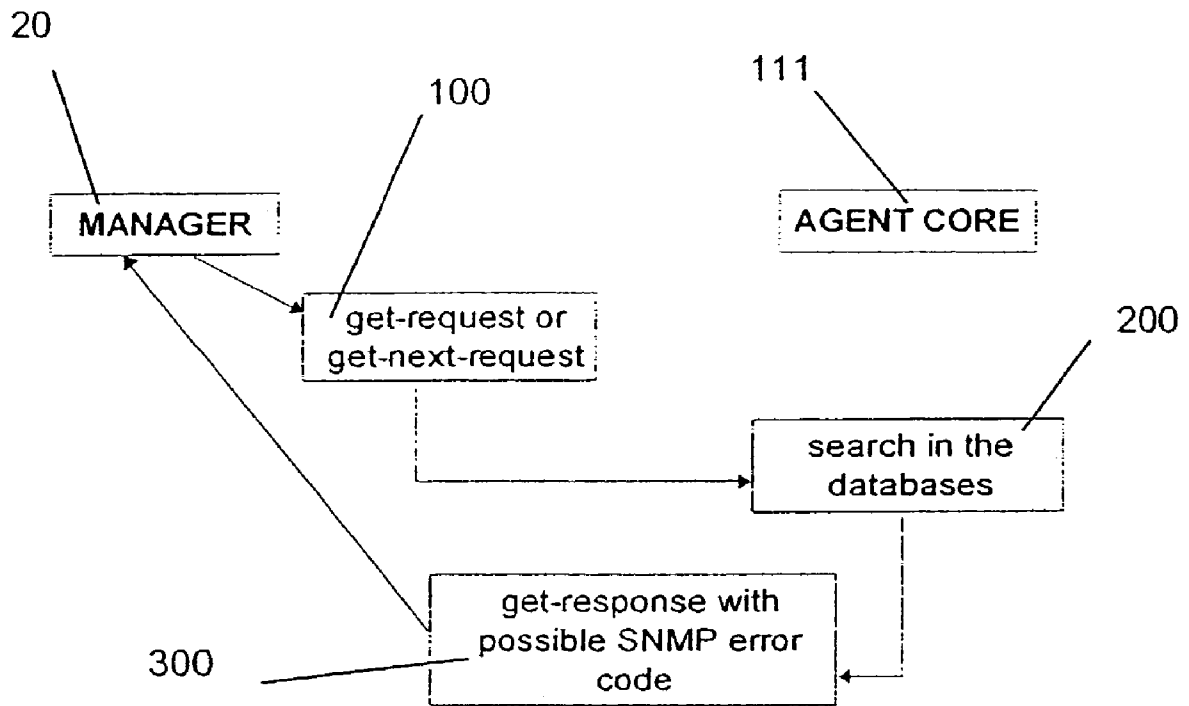 20
111
100
MANAGER
AGENT CORE
get-request or
get-next-request
200
search in the
databases
get-response with
possible SNMP error
code
300